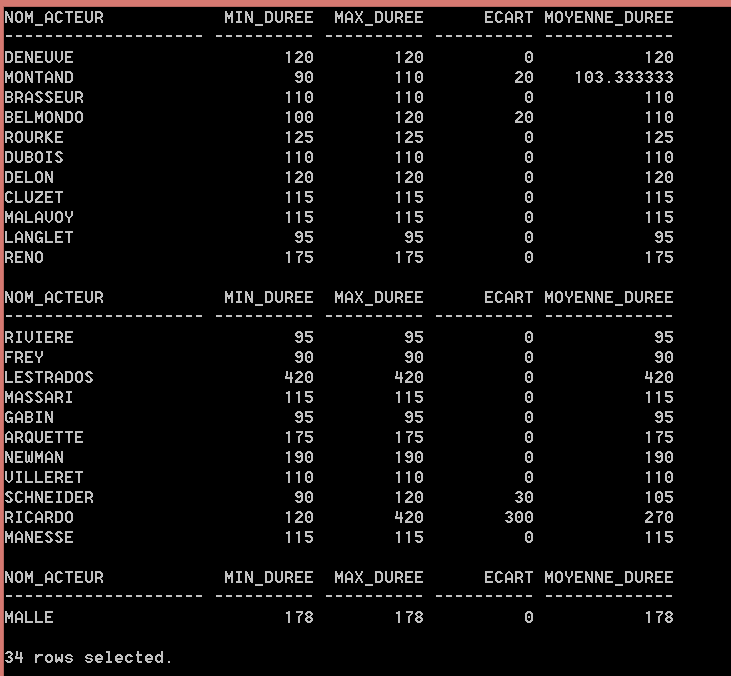 NOM_ACTEUR MIN_DUREE MAX_DUREE ECART MOYENNE_DUREE
-------------------- ---------- ---------- ---------- -------------
DENEUVE 120 120 0 120
MONTAND 90 110 20 103.333333
BRASSEUR 110 110 0 110
BELMONDO 100 120 20 110
ROURKE 125 125 0 125
DUBOIS 110 110 0 110
DELON 120 120 0 120
CLUZET 115 115 0 115
MALAVOY 115 115 0 115
LANGLET 95 95 0 95
RENO 175 175 0 175
NOM_ACTEUR MIN_DUREE MAX_DUREE ECART MOYENNE_DUREE
-------------------- ---------- ---------- ---------- -------------
RIVIERE 95 95 0 95
FREY 90 90 0 90
LESTRADOS 420 420 0 420
MASSARI 115 115 0 115
GABIN 95 95 0 95
ARQUETTE 175 175 0 175
NEWMAN 190 190 0 190
VILLERET 110 110 0 110
SCHNEIDER 90 120 30 105
RICARDO 120 420 300 270
MANESSE 115 115 0 115
NOM_ACTEUR MIN_DUREE MAX_DUREE ECART MOYENNE_DUREE
-------------------- ---------- ---------- ---------- -------------
MALLE 178 178 0 178
34 rows selected.